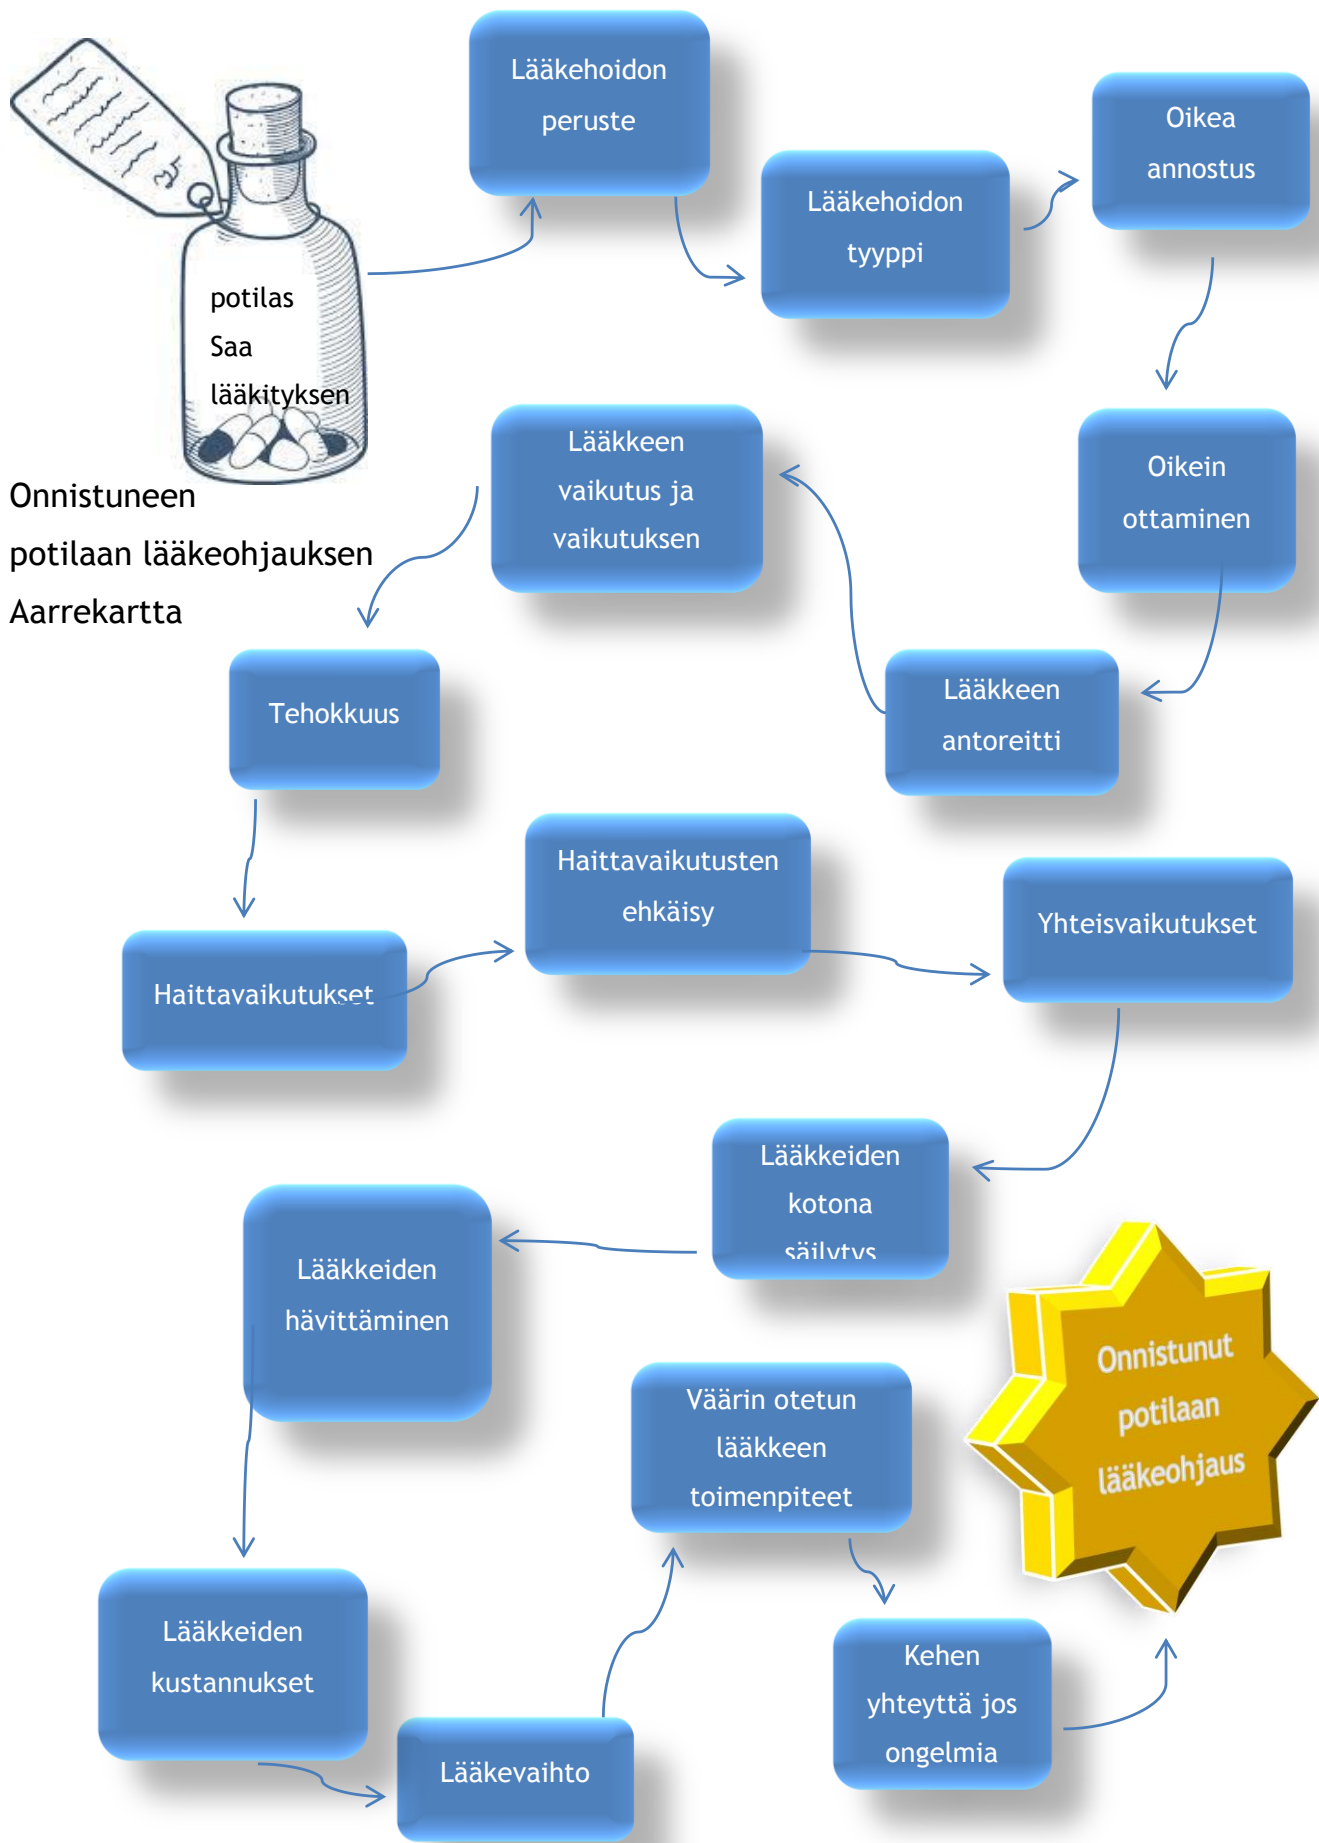 potilas
Saa
lääkityksen
Onnistuneen
potilaan lääkeohjauksen
Aarrekartta
Lääkehoidon
peruste
Lääkehoidon
tyyppi
Oikea
annostus
Oikein
ottaminen
Lääkkeen
antoreitti
Lääkkeen
vaikutus ja
vaikutuksen
Tehokkuus
Haittavaikutukset
Haittavaikutusten
ehkäisy
Yhteisvaikutukset
Lääkkeiden
kotona
säilytys
Lääkkeiden
hävittäminen
Lääkkeiden
kustannukset
Lääkevaihto
Väärin otetun
lääkkeen
toimenpiteet
Kehen
yhteyttä jos
ongelmia
Onnistunut
potilaan
lääkeohjaus